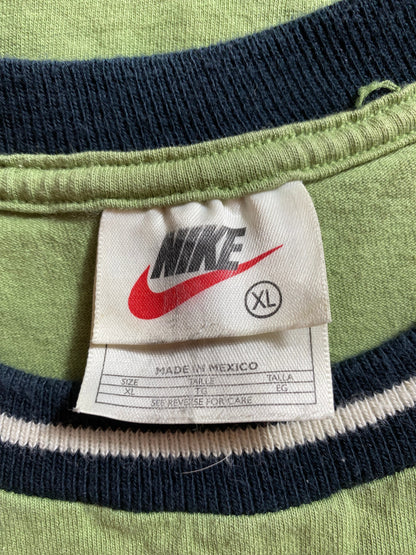 NIKE
XL
MADE IN MEXICO
SIZE TAILLE TALLA
XL TG EG
SEE REVERSE FOR CARE